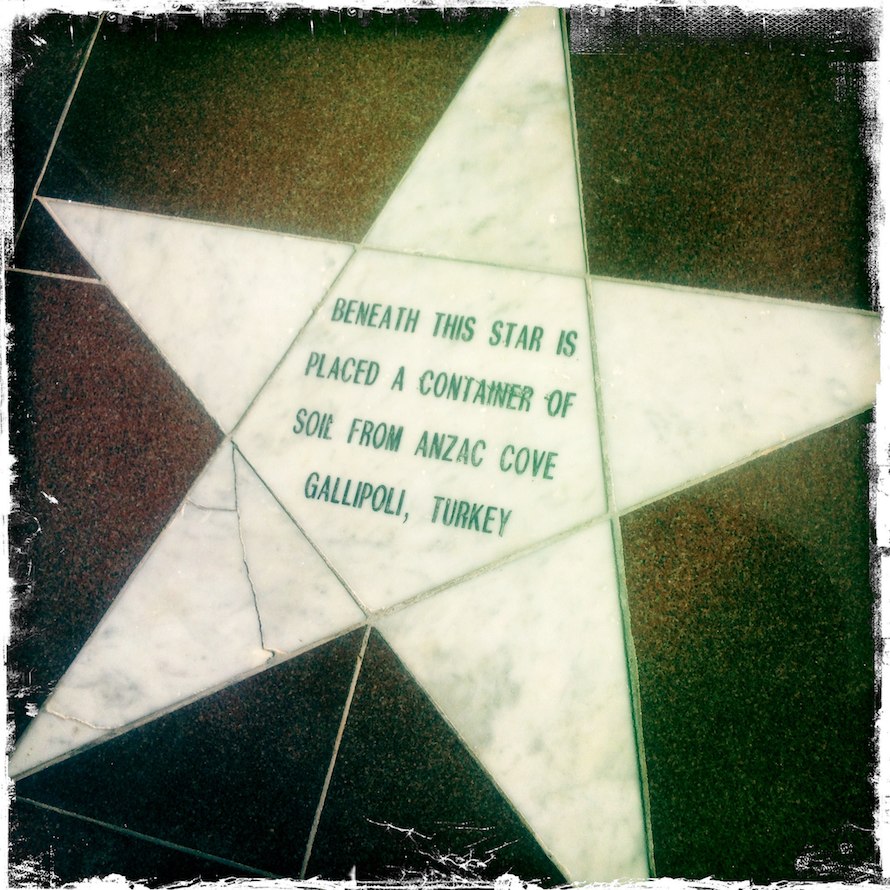 BENEATH THIS STAR IS
PLACED A CONTAINER OF
SOIL FROM ANZAC COVE
GALLIPOLI, TURKEY